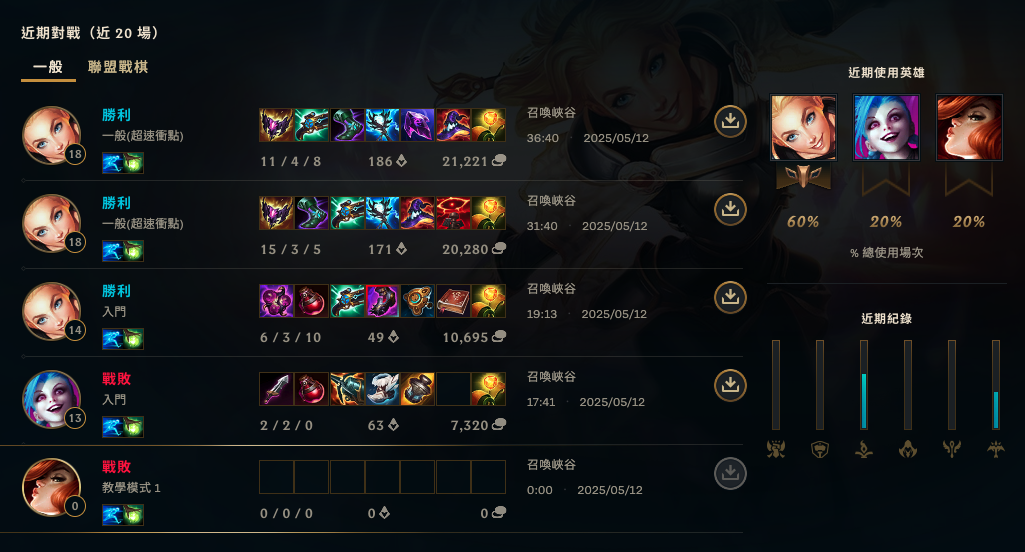 近期對戰（近 20 場）
一般 聯盟戰棋
勝利
一般(超速衝點)
18
11 / 4 / 8 186 21,221
召喚峽谷
36:40 2025/05/12
勝利
一般(超速衝點)
18
15 / 3 / 5 171 20,280
召喚峽谷
31:40 · 2025/05/12
勝利
入門
14
6 / 3 / 10 49 10,695
召喚峽谷
19:13 · 2025/05/12
戰敗
入門
13
2 / 2 / 0 63 7,320
召喚峽谷
17:41 · 2025/05/12
戰敗
教學模式 1
0
0 / 0 / 0 0 0
召喚峽谷
0:00 · 2025/05/12
近期使用英雄
60% 20% 20%
% 總使用場次
近期紀錄